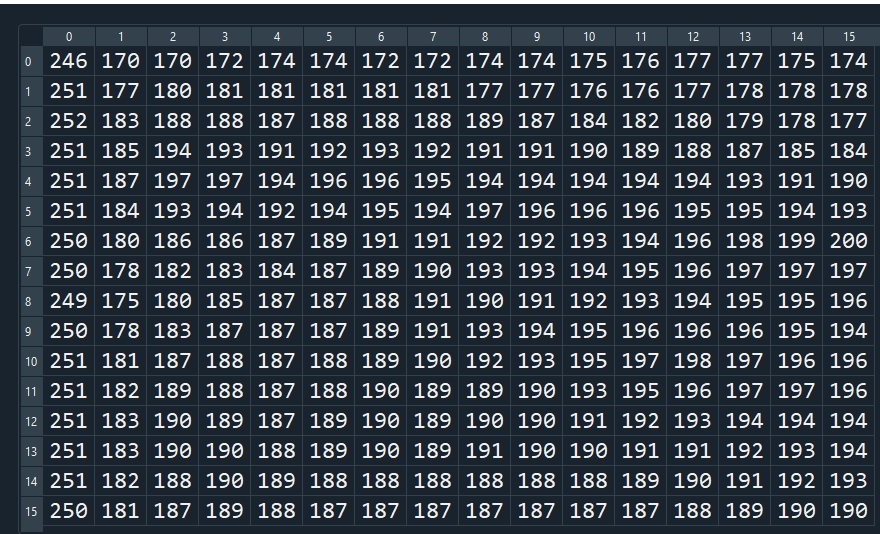 0 1 2 3 4 5 6 7 8 9 10 11 12 13 14 15
0 246 170 170 172 174 174 172 172 174 174 175 176 177 177 175 174
1 251 177 180 181 181 181 181 181 177 177 176 176 177 178 178 178
2 252 183 188 188 187 188 188 188 189 187 184 182 180 179 178 177
3 251 185 194 193 191 192 193 192 191 191 190 189 188 187 185 184
4 251 187 197 197 194 196 196 195 194 194 194 194 194 193 191 190
5 251 184 193 194 192 194 195 194 197 196 196 196 195 195 194 193
6 250 180 186 186 187 189 191 191 192 192 193 194 196 198 199 200
7 250 178 182 183 184 187 189 190 193 193 194 195 196 197 197 197
8 249 175 180 185 187 187 188 191 190 191 192 193 194 195 195 196
9 250 178 183 187 187 187 189 191 193 194 195 196 196 196 195 194
10 251 181 187 188 187 188 189 190 192 193 195 197 198 197 196 196
11 251 182 189 188 187 188 190 189 189 190 193 195 196 197 197 196
12 251 183 190 189 187 189 190 189 190 190 191 192 193 194 194 194
13 251 183 190 190 188 189 190 189 191 190 190 191 191 192 193 194
14 251 182 188 190 189 188 188 188 188 188 188 189 190 191 192 193
15 250 181 187 189 188 187 187 187 187 187 187 187 188 189 190 190